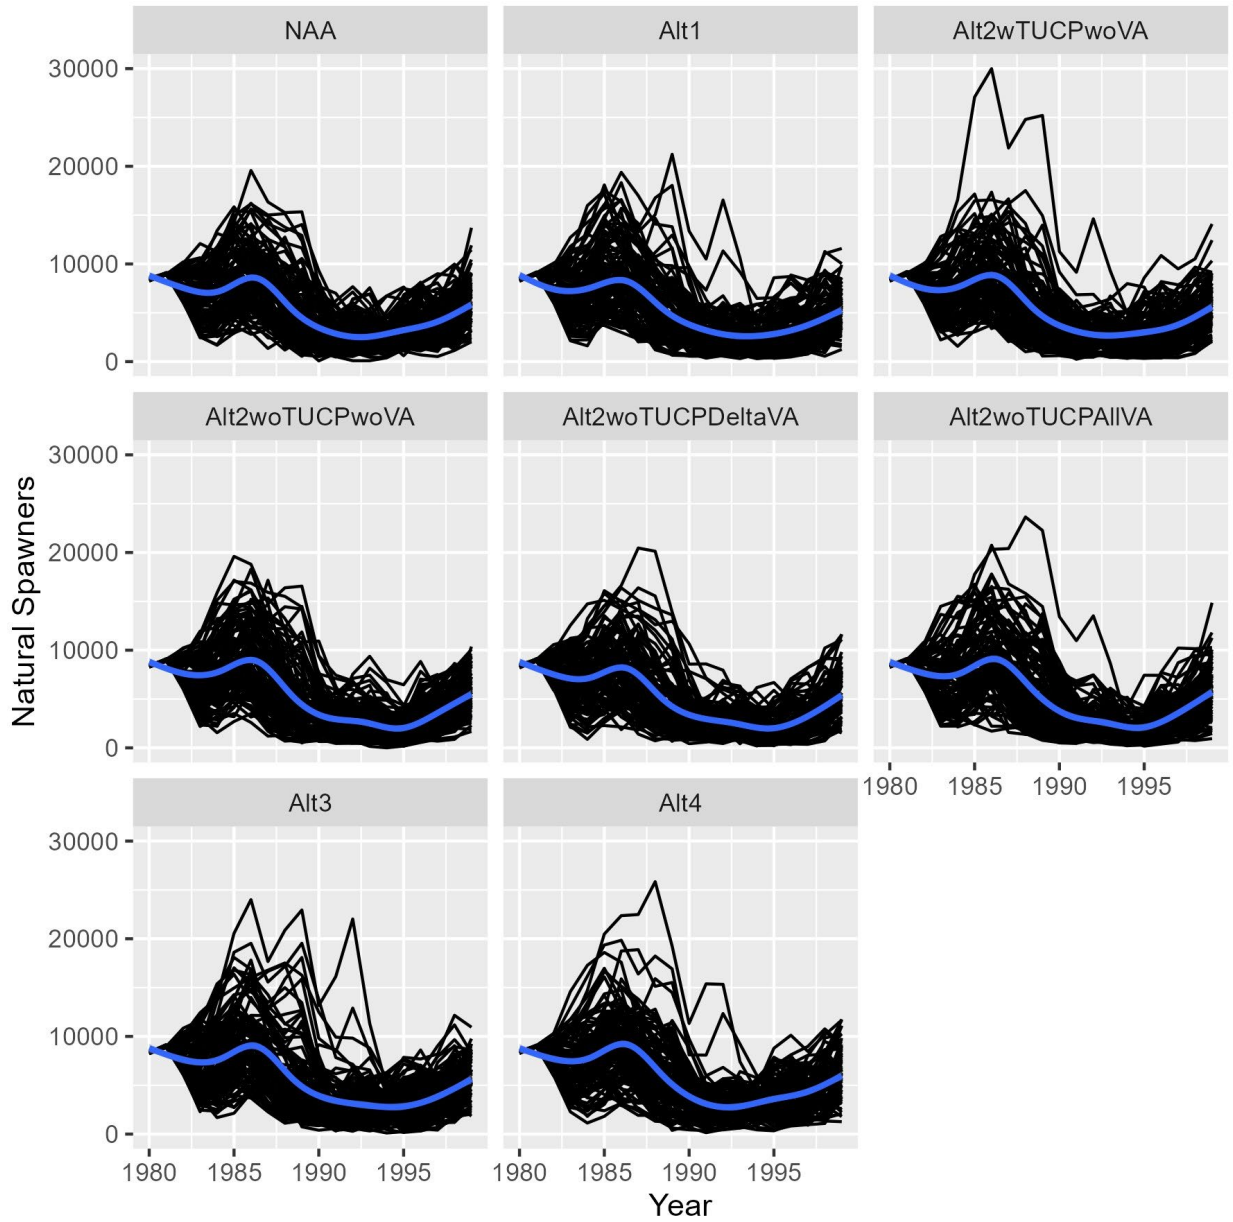 NAA Alt1 Alt2wTUCPwoVA
30000
20000
10000
0
Alt2woTUCPwoVA Alt2woTUCPDeltaVA Alt2woTUCPAllVA
30000
20000
10000
0
1980 1985 1990 1995
Alt3 Alt4
30000
20000
10000
0
1980 1985 1990 1995 1980 1985 1990 1995
Year
Natural Spawners